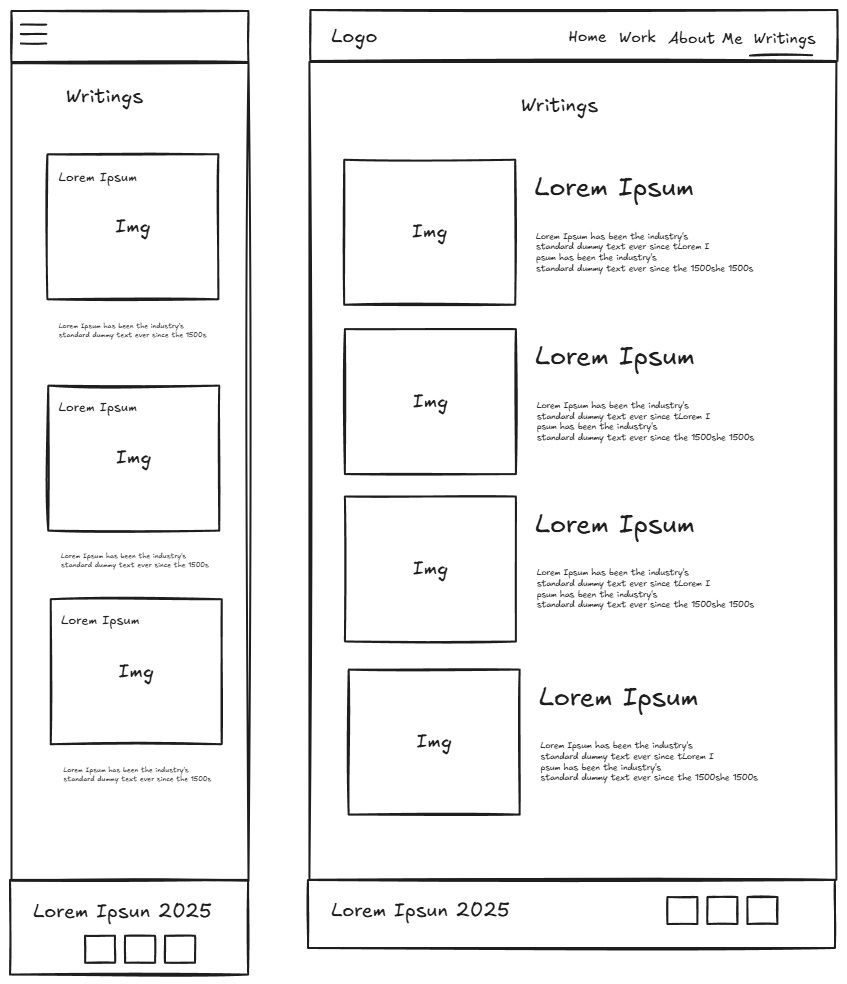 Writings
Lorem Ipsum
Img
Lorem Ipsum has been the industry's
standard dummy text ever since the 1500s
Lorem Ipsum
Img
Lorem Ipsum has been the industry's
standard dummy text ever since the 1500s
Lorem Ipsum
Img
Lorem Ipsum has been the industry's
standard dummy text ever since the 1500s
Lorem Ipsun 2025
Logo
Home Work About Me Writings
Writings
Img
Lorem Ipsum
Lorem Ipsum has been the industry's
standard dummy text ever since tLorem I
psum has been the industry's
standard dummy text ever since the 1500she 1500s
Img
Lorem Ipsum
Lorem Ipsum has been the industry's
standard dummy text ever since tLorem I
psum has been the industry's
standard dummy text ever since the 1500she 1500s
Img
Lorem Ipsum
Lorem Ipsum has been the industry's
standard dummy text ever since tLorem I
psum has been the industry's
standard dummy text ever since the 1500she 1500s
Img
Lorem Ipsum
Lorem Ipsum has been the industry's
standard dummy text ever since tLorem I
psum has been the industry's
standard dummy text ever since the 1500she 1500s
Lorem Ipsun 2025